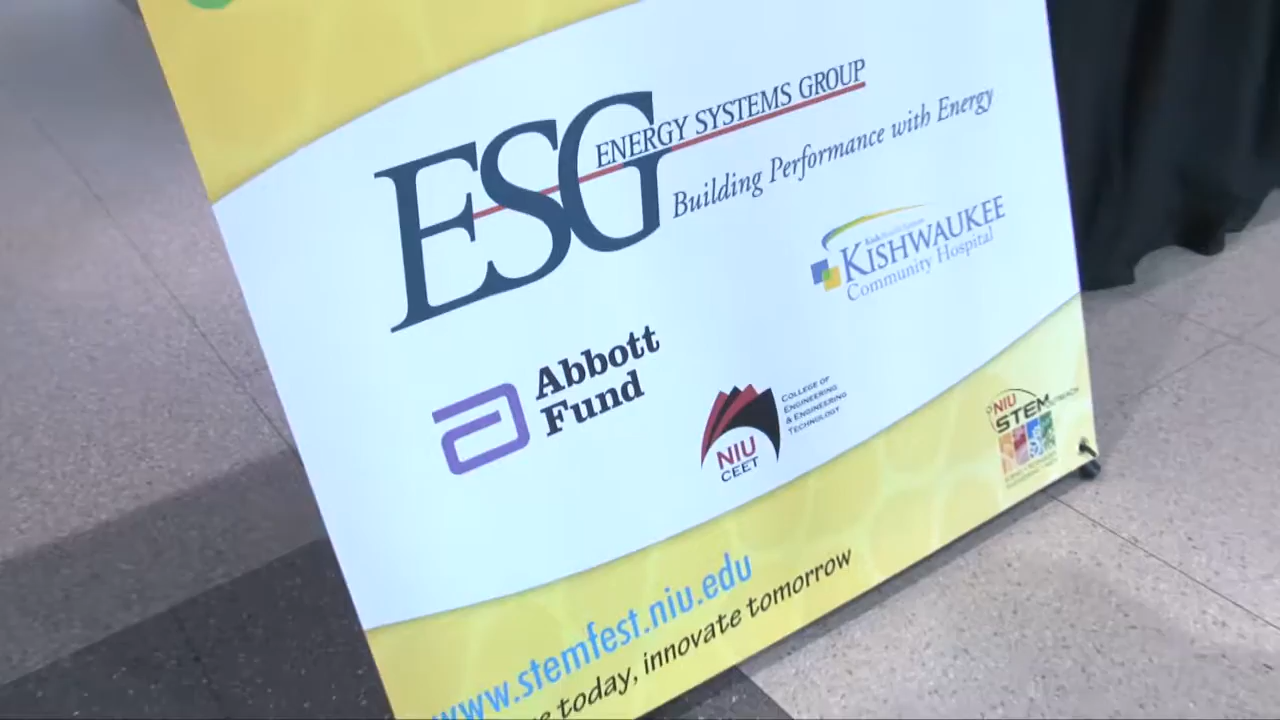 ESG
ENERGY SYSTEMS GROUP
Building Performance with Energy
KISHWAUKEE
Community Hospital
Abbott
Fund
NIU
CEET
COLLEGE OF
ENGINEERING
& ENGINEERING
TECHNOLOGY
NIU
STEM
OUTREACH
www.stemfest.niu.edu
today, innovate tomorrow